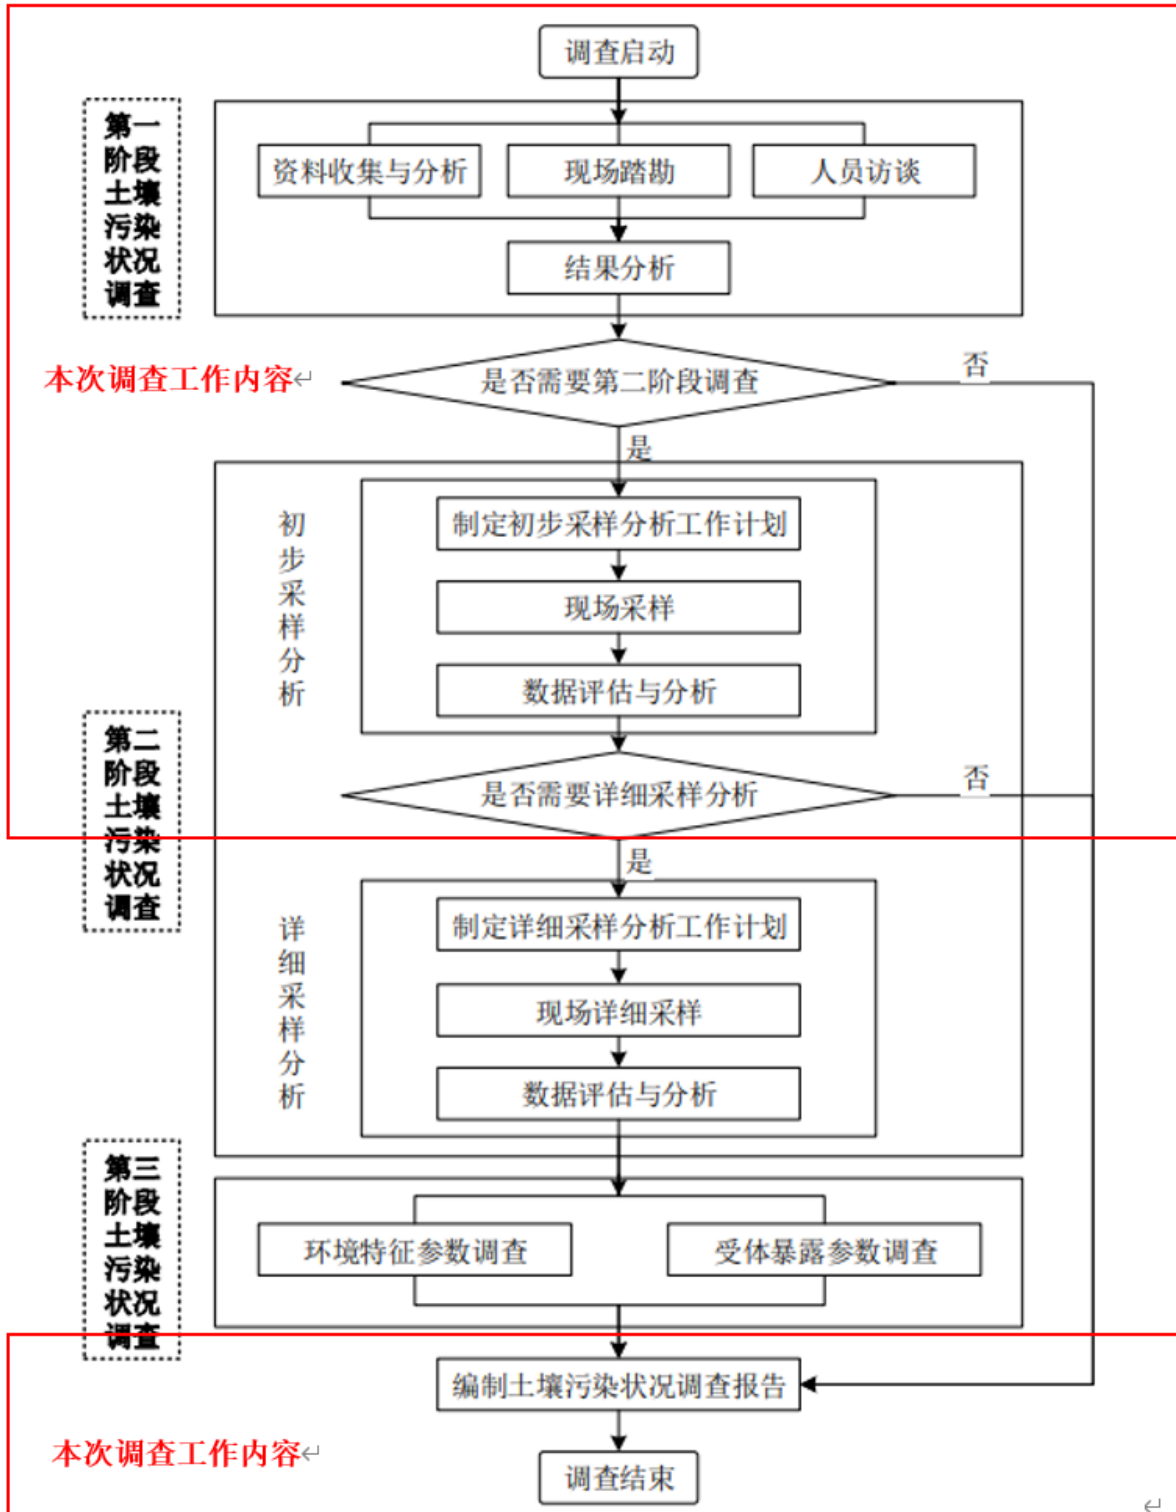 调查启动
第一
阶段
土壤
污染
状况
调查
资料收集与分析
现场踏勘
人员访谈
结果分析
本次调查工作内容
是否需要第二阶段调查
否
是
初
步
采
样
分
析
制定初步采样分析工作计划
现场采样
数据评估与分析
第二
阶段
土壤
污染
状况
调查
是否需要详细采样分析
否
是
详
细
采
样
分
析
制定详细采样分析工作计划
现场详细采样
数据评估与分析
第三
阶段
土壤
污染
状况
调查
环境特征参数调查
受体暴露参数调查
编制土壤污染状况调查报告
本次调查工作内容
调查结束